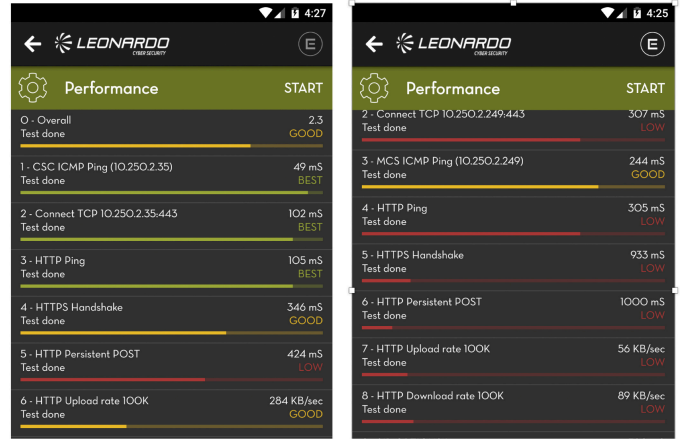 4:27
LEONARDO
CYBER SECURITY
E
Performance START
0 - Overall 2.3
Test done GOOD
1 - CSC ICMP Ping (10.250.2.35) 49 mS
Test done BEST
2 - Connect TCP 10.250.2.35:443 102 mS
Test done BEST
3 - HTTP Ping 105 mS
Test done BEST
4 - HTTPS Handshake 346 mS
Test done GOOD
5 - HTTP Persistent POST 424 mS
Test done LOW
6 - HTTP Upload rate 100K 284 KB/sec
Test done GOOD
4:25
LEONARDO
CYBER SECURITY
E
Performance START
2 - Connect TCP 10.250.2.249:443 307 mS
Test done LOW
3 - MCS ICMP Ping (10.250.2.249) 244 mS
Test done GOOD
4 - HTTP Ping 305 mS
Test done LOW
5 - HTTPS Handshake 933 mS
Test done LOW
6 - HTTP Persistent POST 1000 mS
Test done LOW
7 - HTTP Upload rate 100K 56 KB/sec
Test done LOW
8 - HTTP Download rate 100K 89 KB/sec
Test done LOW